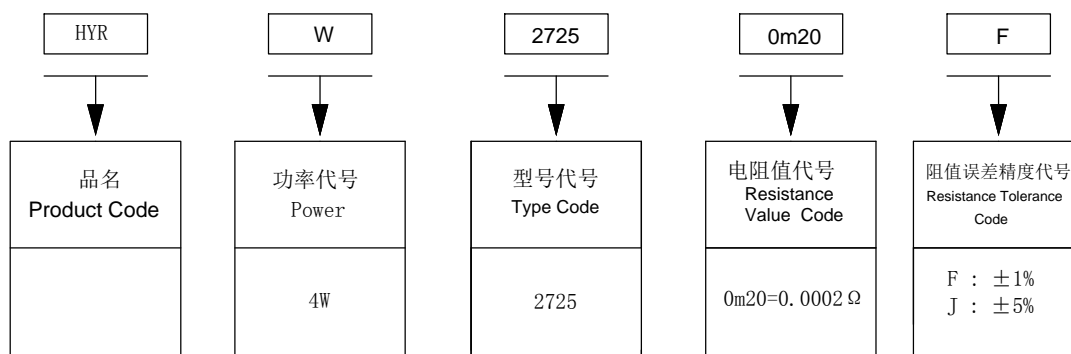 HYR
W
2725
0m20
F
品名
Product Code
功率代号
Power
4W
型号代号
Type Code
2725
电阻值代号
Resistance
Value Code
0m20=0.0002Ω
阻值误差精度代号
Resistance Tolerance
Code
F : ±1%
J : ±5%